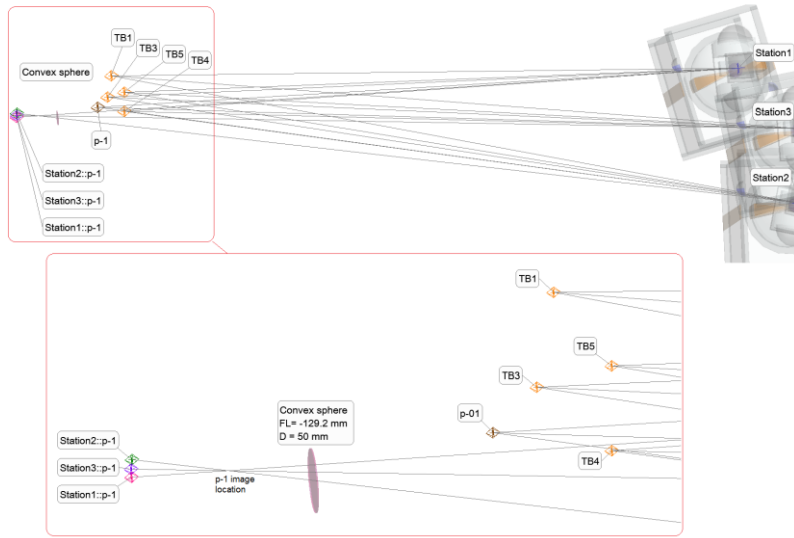 TB1
TB3
TB5
TB4
Convex sphere
p-1
Station2::p-1
Station3::p-1
Station1::p-1
Station1
Station3
Station2
TB1
TB5
TB3
p-01
TB4
Convex sphere
FL= -129.2 mm
D = 50 mm
Station2::p-1
Station3::p-1
Station1::p-1
p-1 image
location